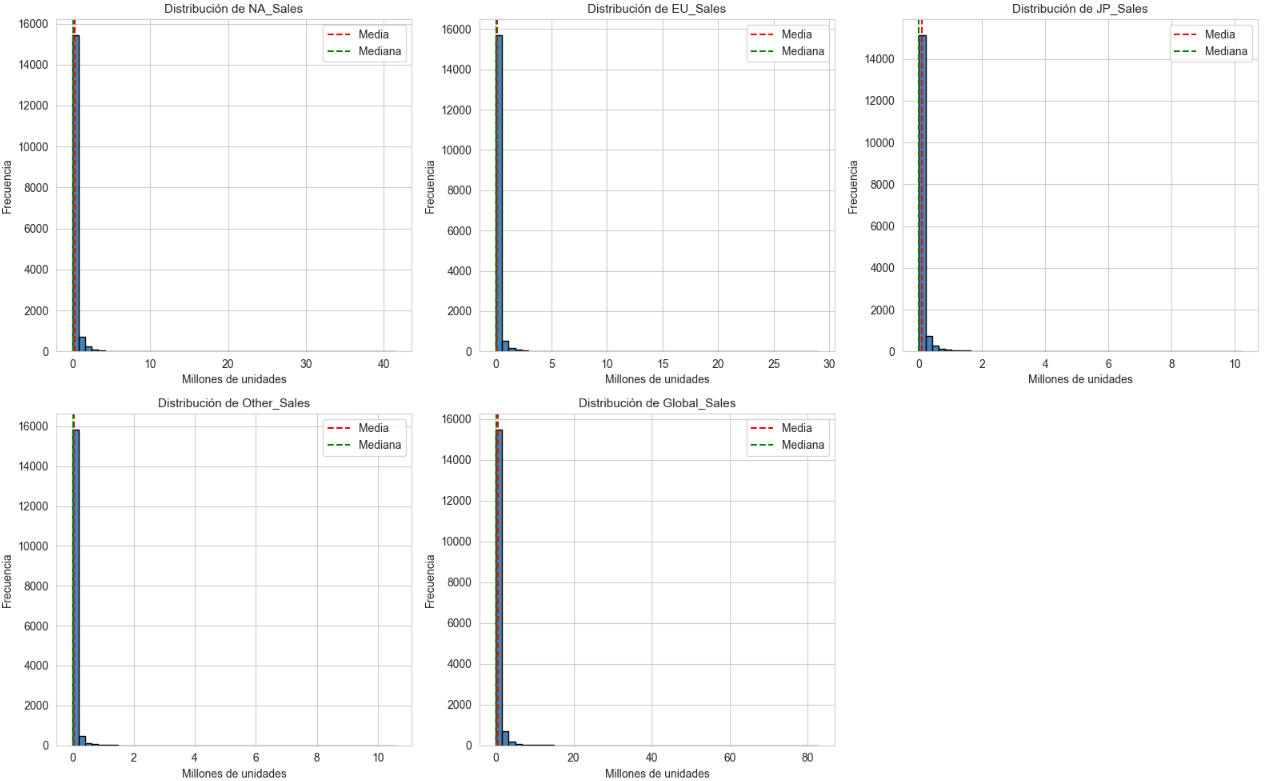 Distribución de NA_Sales
Frecuencia
16000
14000
12000
10000
8000
6000
4000
2000
0
Media
Mediana
0 10 20 30 40
Millones de unidades
Distribución de EU_Sales
Frecuencia
16000
14000
12000
10000
8000
6000
4000
2000
0
Media
Mediana
0 5 10 15 20 25 30
Millones de unidades
Distribución de JP_Sales
Frecuencia
14000
12000
10000
8000
6000
4000
2000
0
Media
Mediana
0 2 4 6 8 10
Millones de unidades
Distribución de Other_Sales
Frecuencia
16000
14000
12000
10000
8000
6000
4000
2000
0
Media
Mediana
0 2 4 6 8 10
Millones de unidades
Distribución de Global_Sales
Frecuencia
16000
14000
12000
10000
8000
6000
4000
2000
0
Media
Mediana
0 20 40 60 80
Millones de unidades